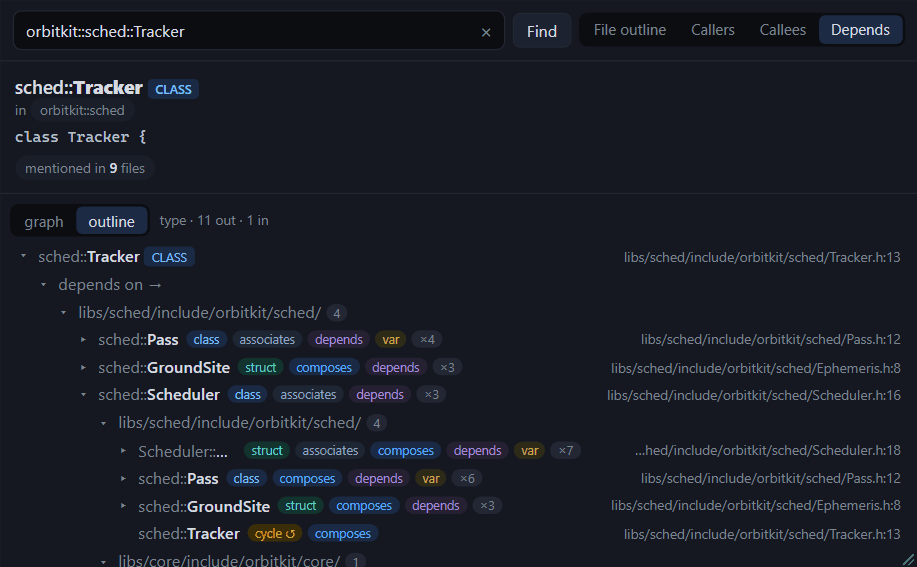 orbitkit::sched::Tracker × Find File outline Callers Callees Depends
sched::Tracker CLASS
in orbitkit::sched
class Tracker {
mentioned in 9 files
graph outline type · 11 out · 1 in
▾ sched::Tracker CLASS libs/sched/include/orbitkit/sched/Tracker.h:13
▾ depends on →
▾ libs/sched/include/orbitkit/sched/ 4
▸ sched::Pass class associates depends var ×4 libs/sched/include/orbitkit/sched/Pass.h:12
▸ sched::GroundSite struct composes depends ×3 libs/sched/include/orbitkit/sched/Ephemeris.h:8
▾ sched::Scheduler class associates depends ×3 libs/sched/include/orbitkit/sched/Scheduler.h:16
▾ libs/sched/include/orbitkit/sched/ 4
▸ Scheduler::... struct associates composes depends var ×7 ...hed/include/orbitkit/sched/Scheduler.h:18
▸ sched::Pass class composes depends var ×6 libs/sched/include/orbitkit/sched/Pass.h:12
▸ sched::GroundSite struct composes depends ×3 libs/sched/include/orbitkit/sched/Ephemeris.h:8
sched::Tracker cycle ↺ composes libs/sched/include/orbitkit/sched/Tracker.h:13
▾ libs/core/include/orbitkit/core/ 1